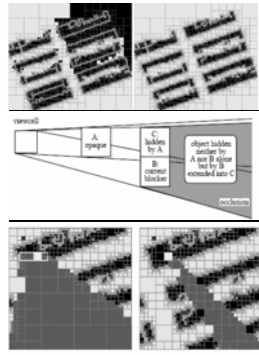 viewcell
A:
opaque
C:
hidden
by A
B:
current
blocker
object hidden
neither by
A nor B alone
but by B
extended into C
occlusion